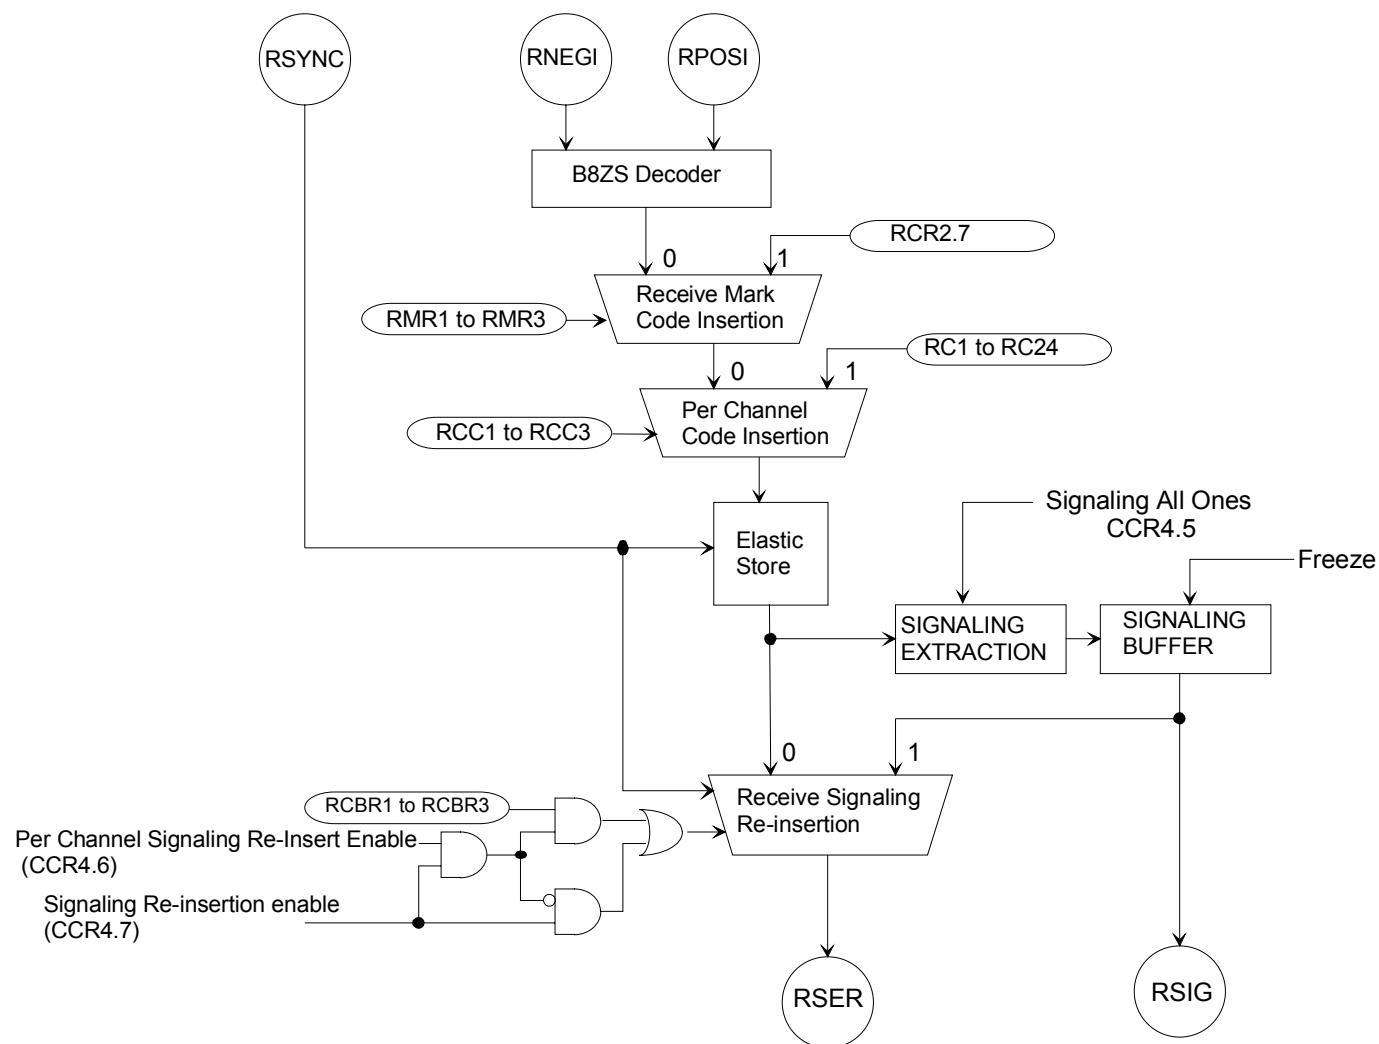 RSYNC
RNEGI
RPOSI
B8ZS Decoder
RCR2.7
0
1
Receive Mark
Code Insertion
RMR1 to RMR3
RC1 to RC24
0
1
Per Channel
Code Insertion
RCC1 to RCC3
Signaling All Ones
CCR4.5
Elastic
Store
Freeze
SIGNALING
EXTRACTION
SIGNALING
BUFFER
0
1
Receive Signaling
Re-insertion
RCBR1 to RCBR3
Per Channel Signaling Re-Insert Enable
(CCR4.6)
Signaling Re-insertion enable
(CCR4.7)
RSER
RSIG